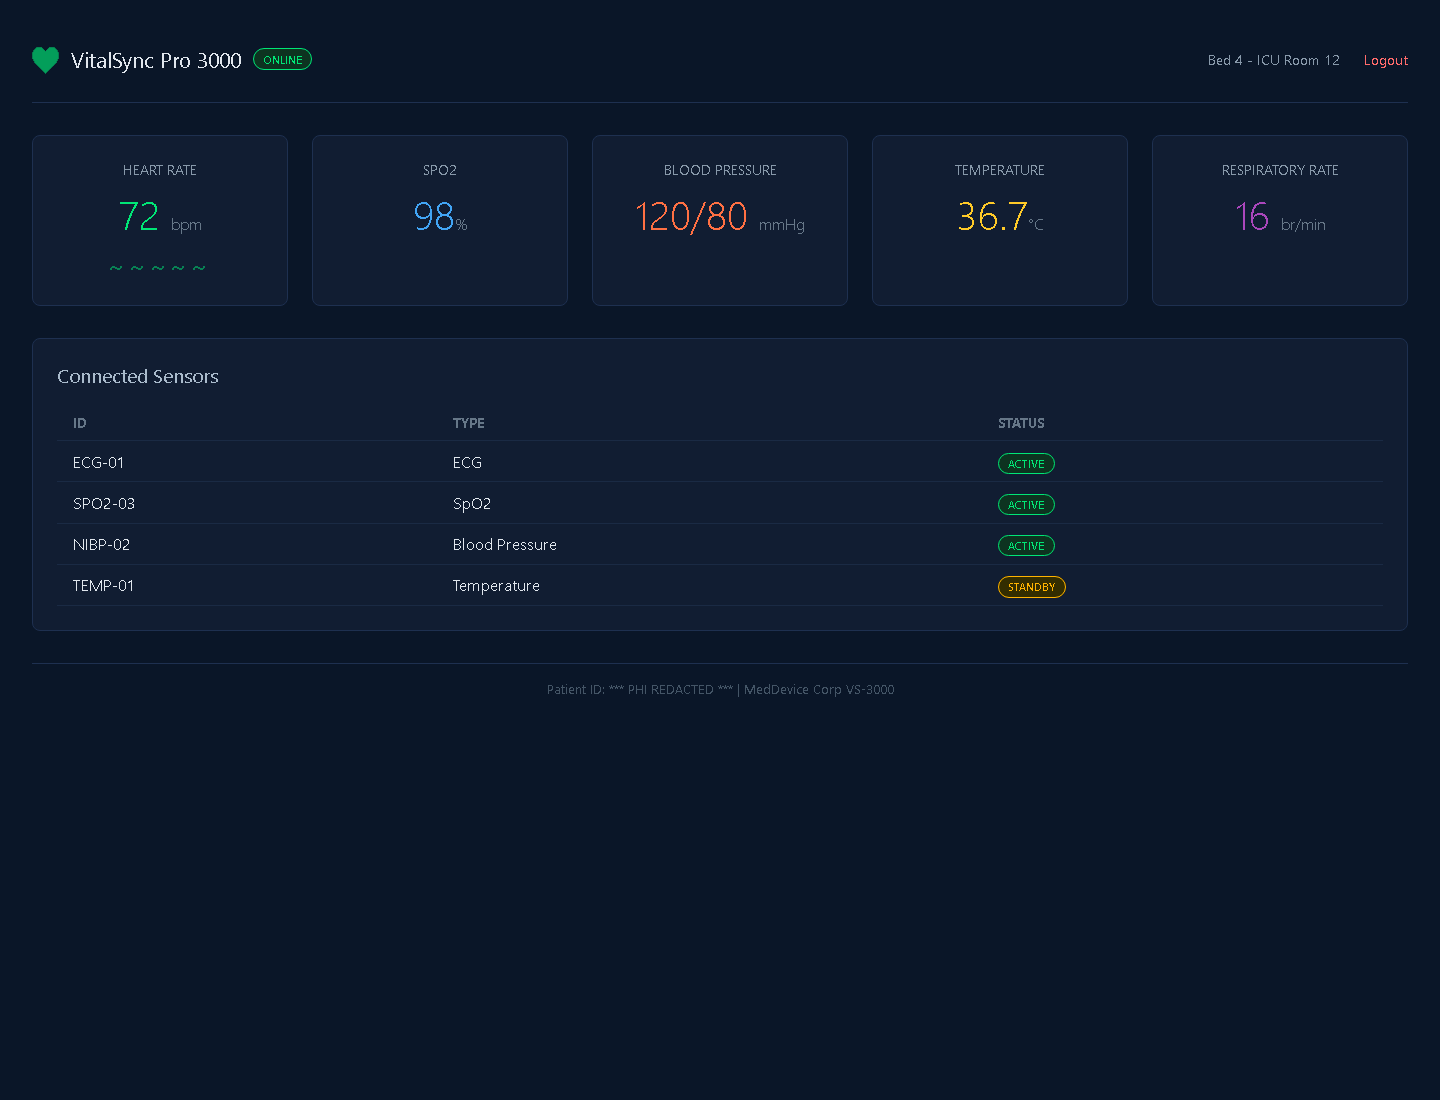 VitalSync Pro 3000 ONLINE Bed 4 - ICU Room 12 Logout
HEART RATE
72 bpm
~ ~ ~ ~ ~
SPO2
98%
BLOOD PRESSURE
120/80 mmHg
TEMPERATURE
36.7°C
RESPIRATORY RATE
16 br/min
Connected Sensors
ID TYPE STATUS
ECG-01 ECG ACTIVE
SPO2-03 SpO2 ACTIVE
NIBP-02 Blood Pressure ACTIVE
TEMP-01 Temperature STANDBY
Patient ID: *** PHI REDACTED *** | MedDevice Corp VS-3000